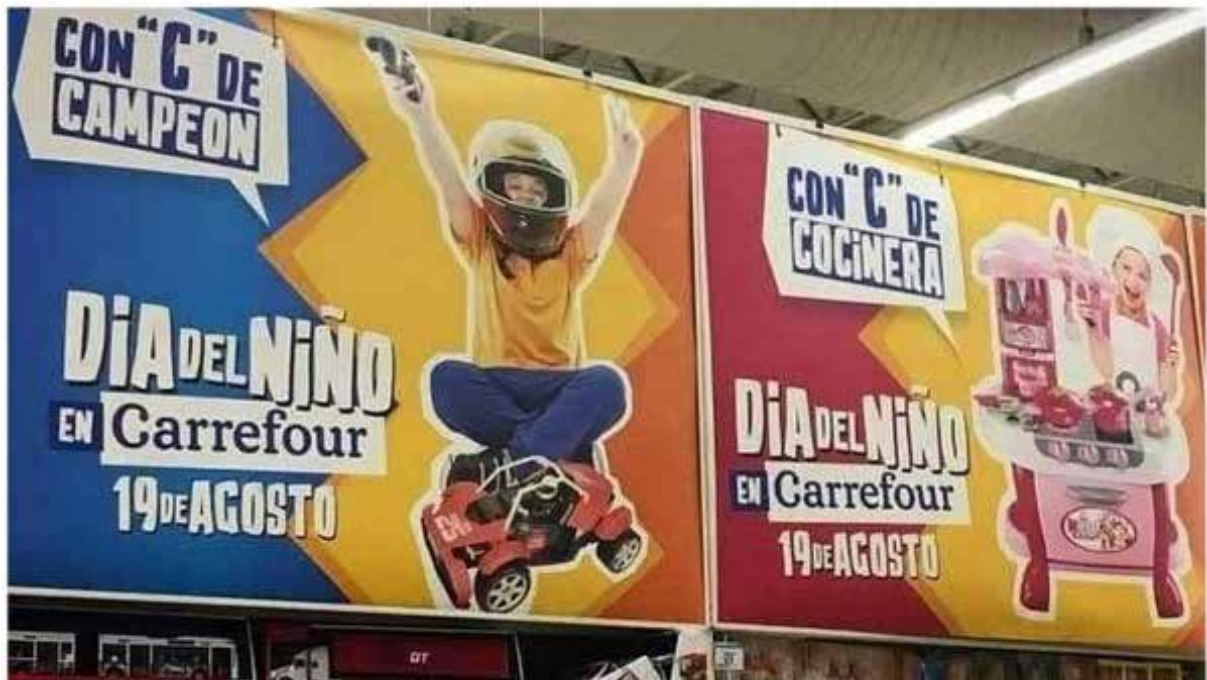 CON "C" DE
CAMPEON
DiA DEL NiÑO
EN Carrefour
19 DE AGOSTO
CON "C" DE
COCiNERA
DiA DEL NiÑO
EN Carrefour
19 DE AGOSTO